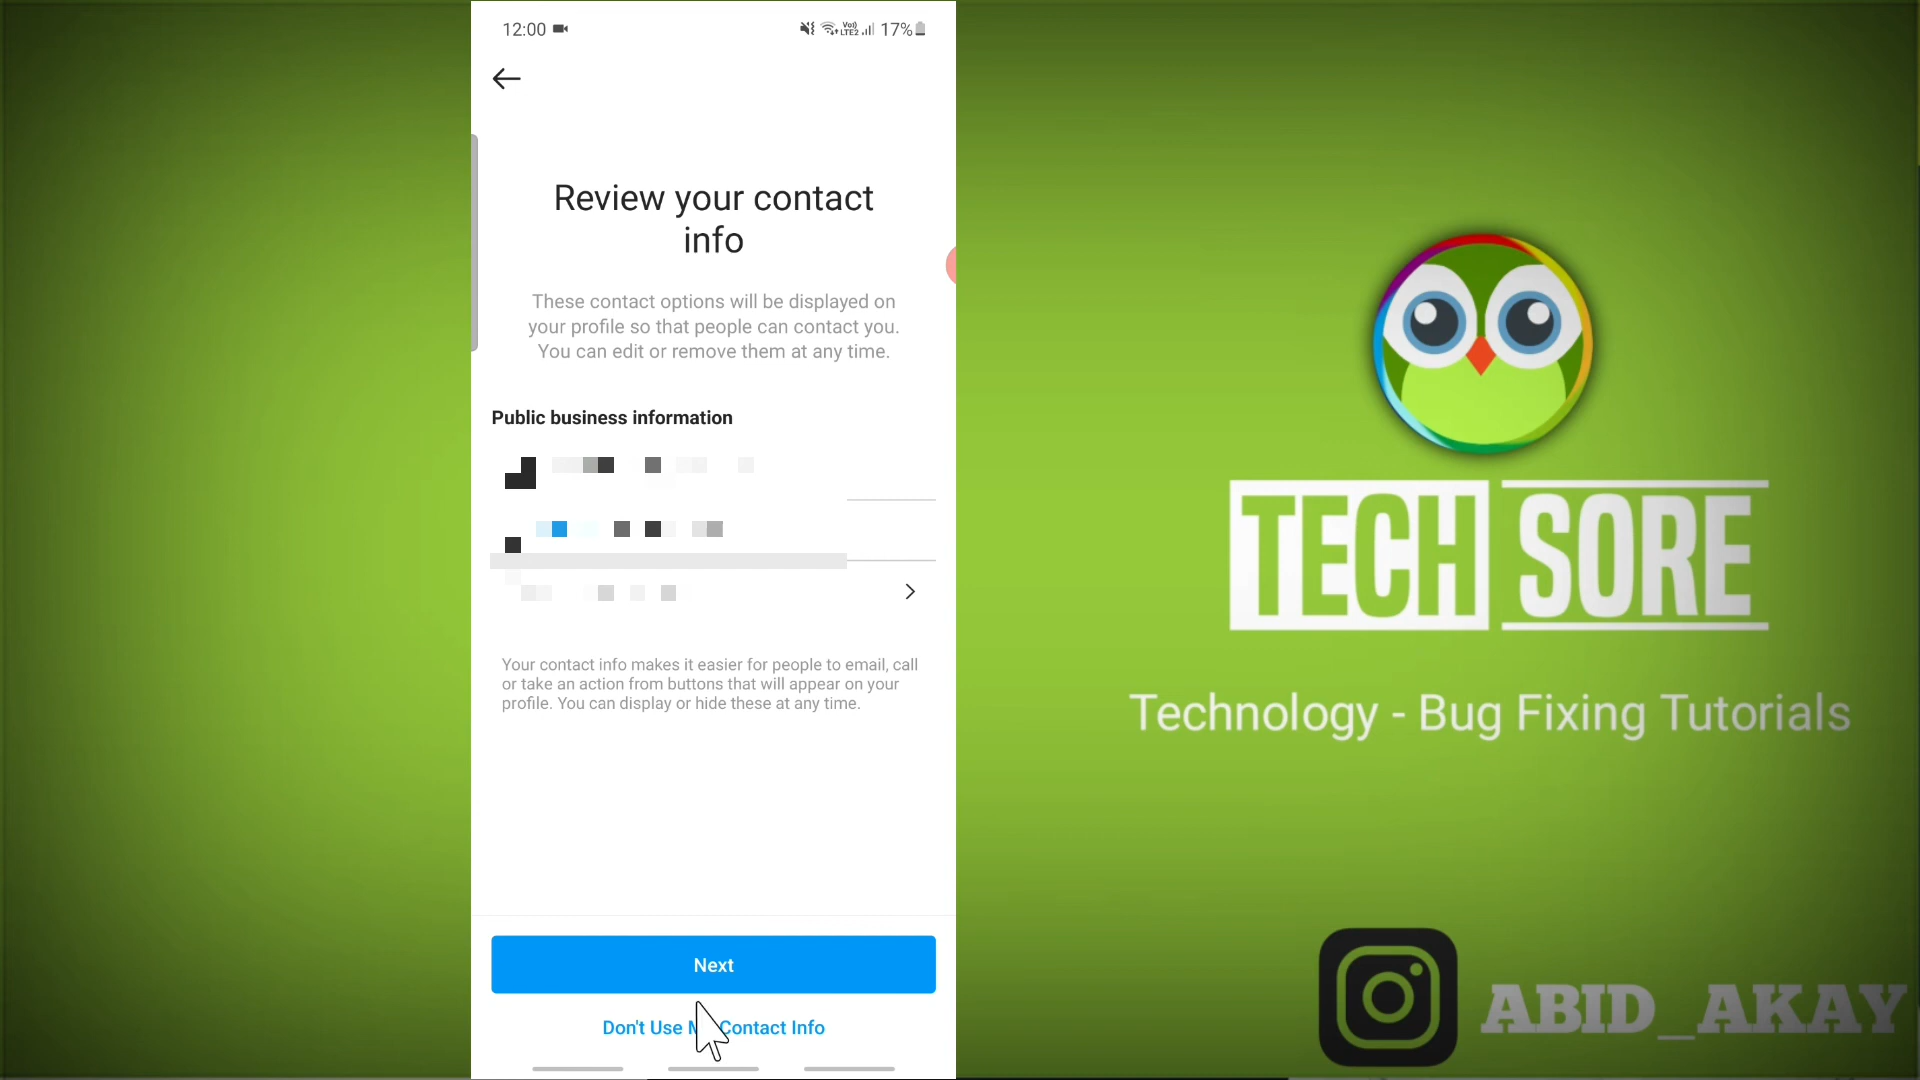 12:00
Vo)) LTE2 17%
Review your contact
info
These contact options will be displayed on
your profile so that people can contact you.
You can edit or remove them at any time.
Public business information
Your contact info makes it easier for people to email, call
or take an action from buttons that will appear on your
profile. You can display or hide these at any time.
Next
Don't Use Contact Info
TECH SORE
Technology - Bug Fixing Tutorials
ABID_AKAY